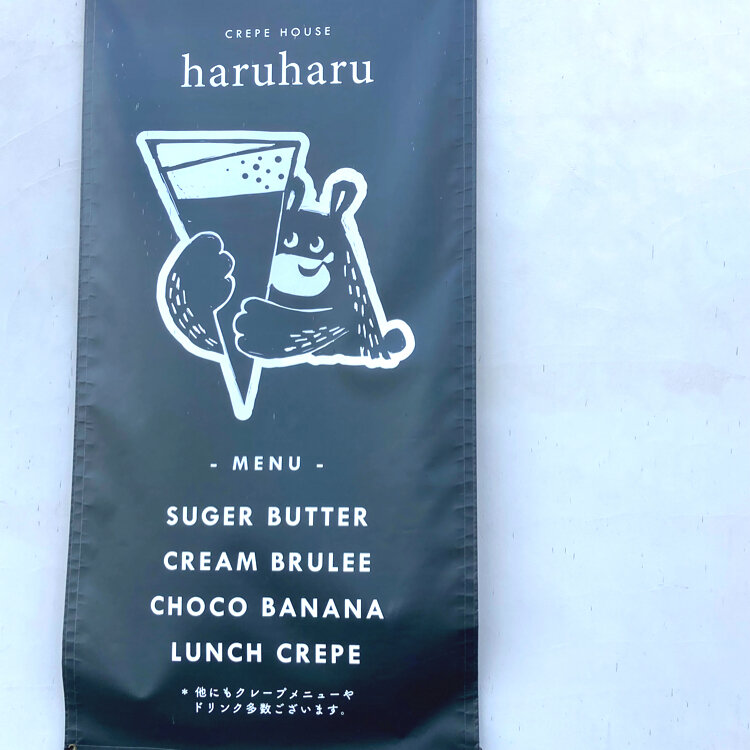 CREPE HOUSE
haruharu
- MENU -
SUGER BUTTER
CREAM BRULEE
CHOCO BANANA
LUNCH CREPE
* 他にもクレープメニューや
ドリンク多数ございます。